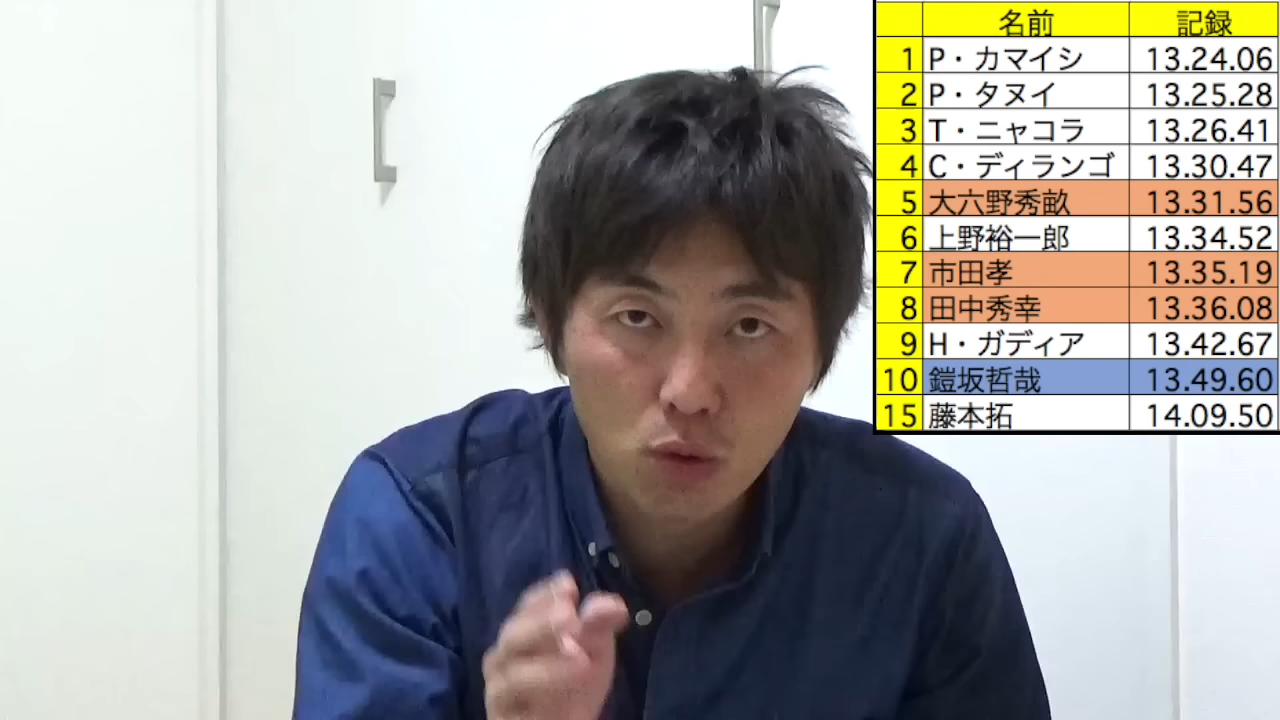 名前 記録
1 P・カマイシ 13.24.06
2 P・タヌイ 13.25.28
3 T・ニャコラ 13.26.41
4 C・ディランゴ 13.30.47
5 大六野秀畝 13.31.56
6 上野裕一郎 13.34.52
7 市田孝 13.35.19
8 田中秀幸 13.36.08
9 H・ガディア 13.42.67
10 鎧坂哲哉 13.49.60
15 藤本拓 14.09.50